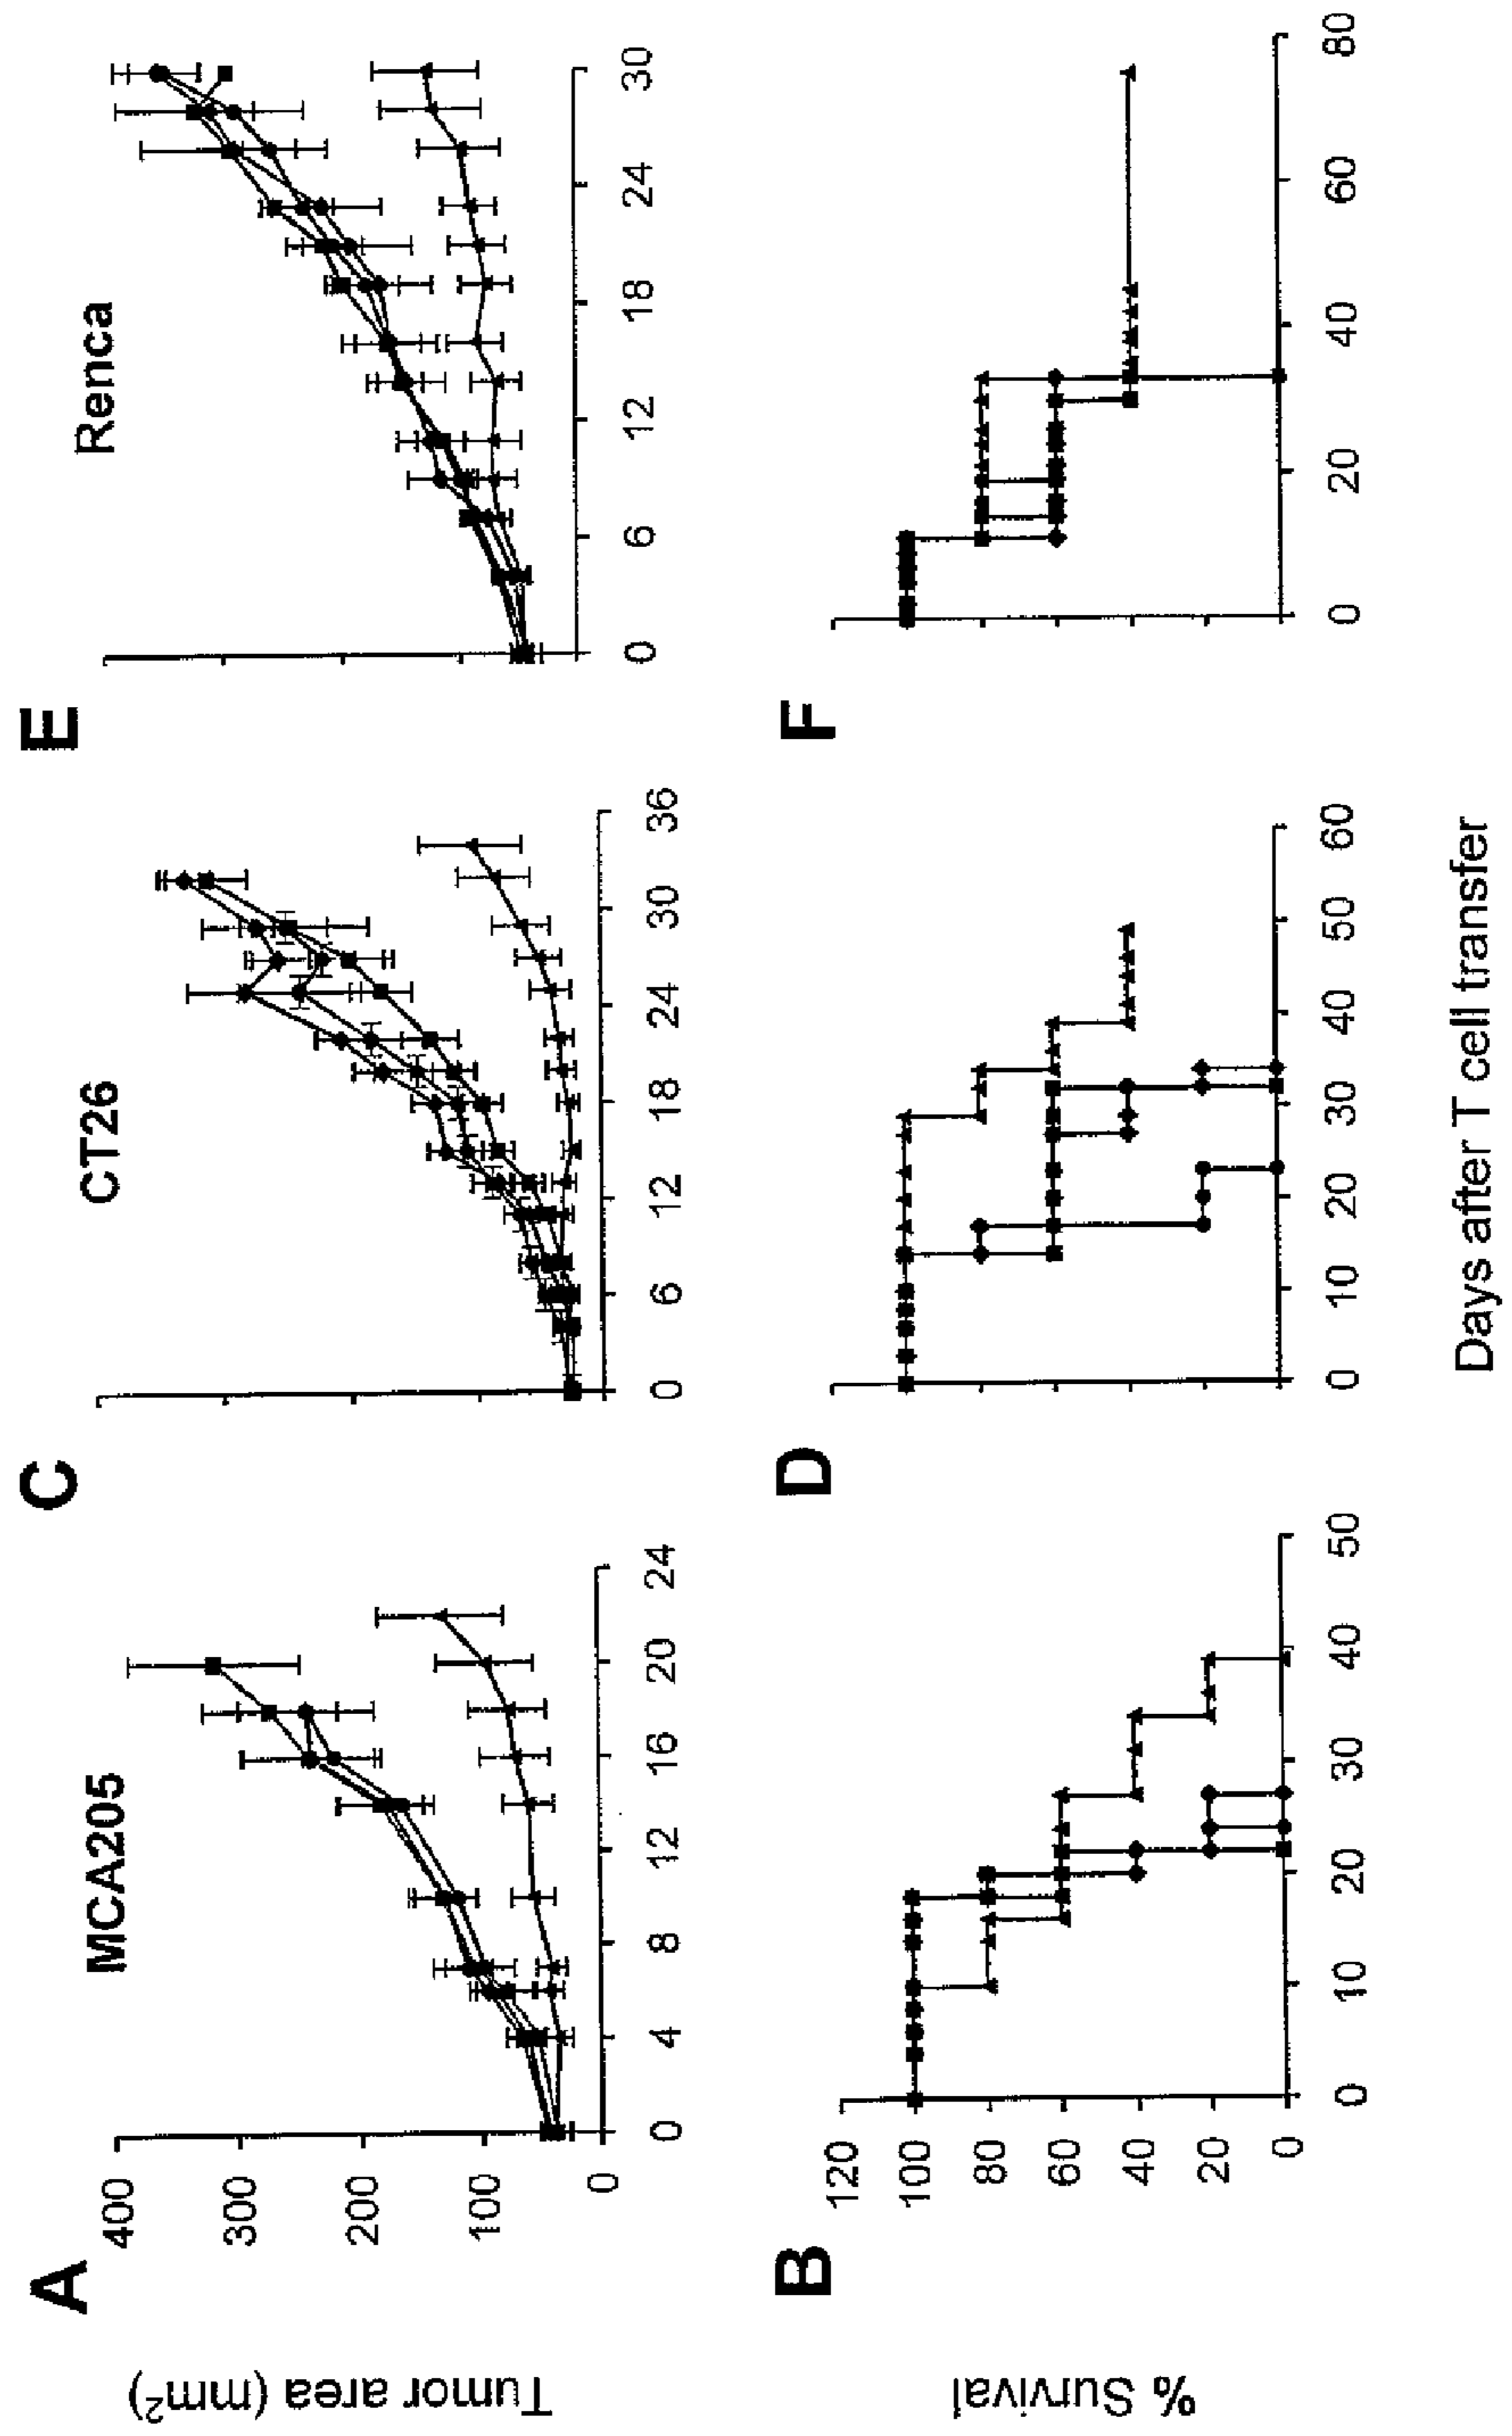 A
MCA205
C
CT26
E
Renca
Tumor area (mm²)
400
300
200
100
0
0 4 8 12 16 20 24
0 6 12 18 24 30 36
0 6 12 18 24 30
B
D
F
% Survival
120
100
80
60
40
20
0
0 10 20 30 40 50
0 10 20 30 40 50 60
0 20 40 60 80
Days after T cell transfer